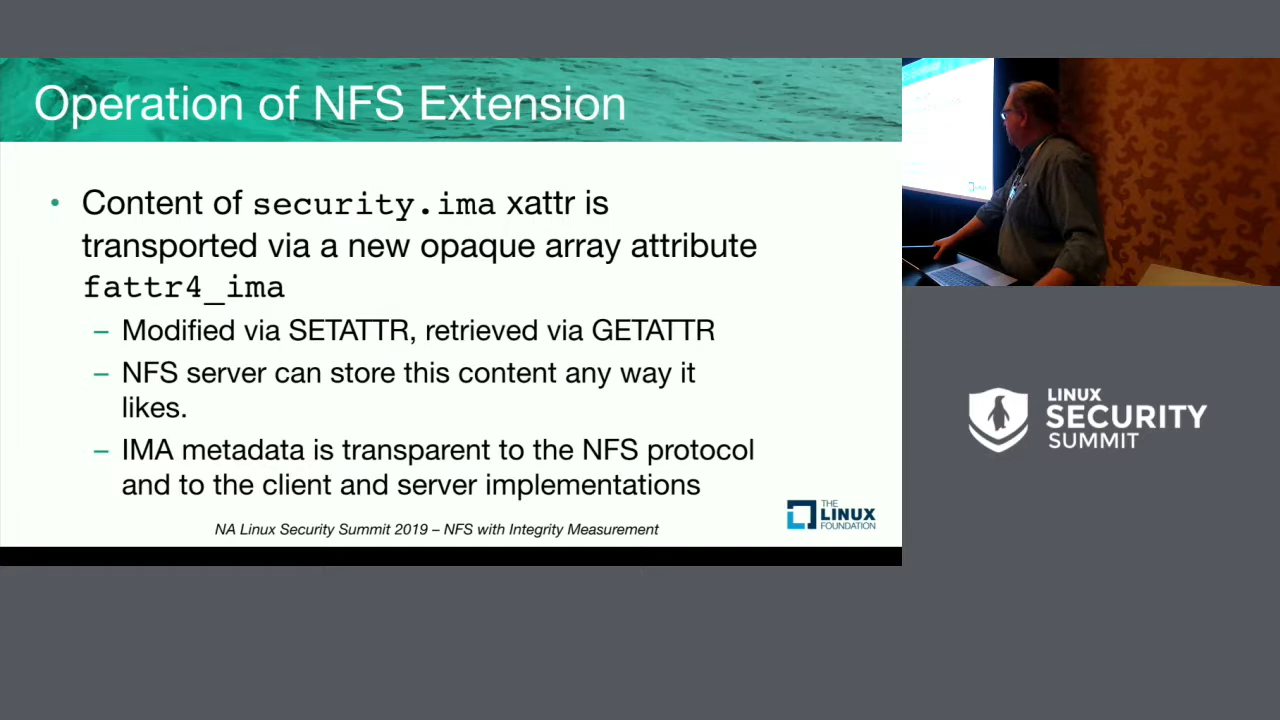 Operation of NFS Extension
• Content of security.ima xattr is
transported via a new opaque array attribute
fattr4_ima
– Modified via SETATTR, retrieved via GETATTR
– NFS server can store this content any way it
likes.
– IMA metadata is transparent to the NFS protocol
and to the client and server implementations
NA Linux Security Summit 2019 – NFS with Integrity Measurement
THE
LINUX
FOUNDATION
LINUX
SECURITY
SUMMIT